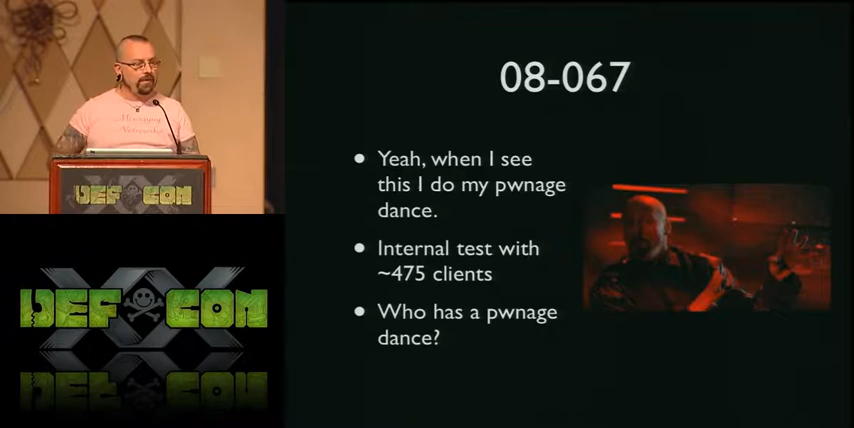 08-067
Yeah, when I see
this I do my pwnage
dance.
Internal test with
~475 clients
Who has a pwnage
dance?
DEF CON
XX
DEF CON